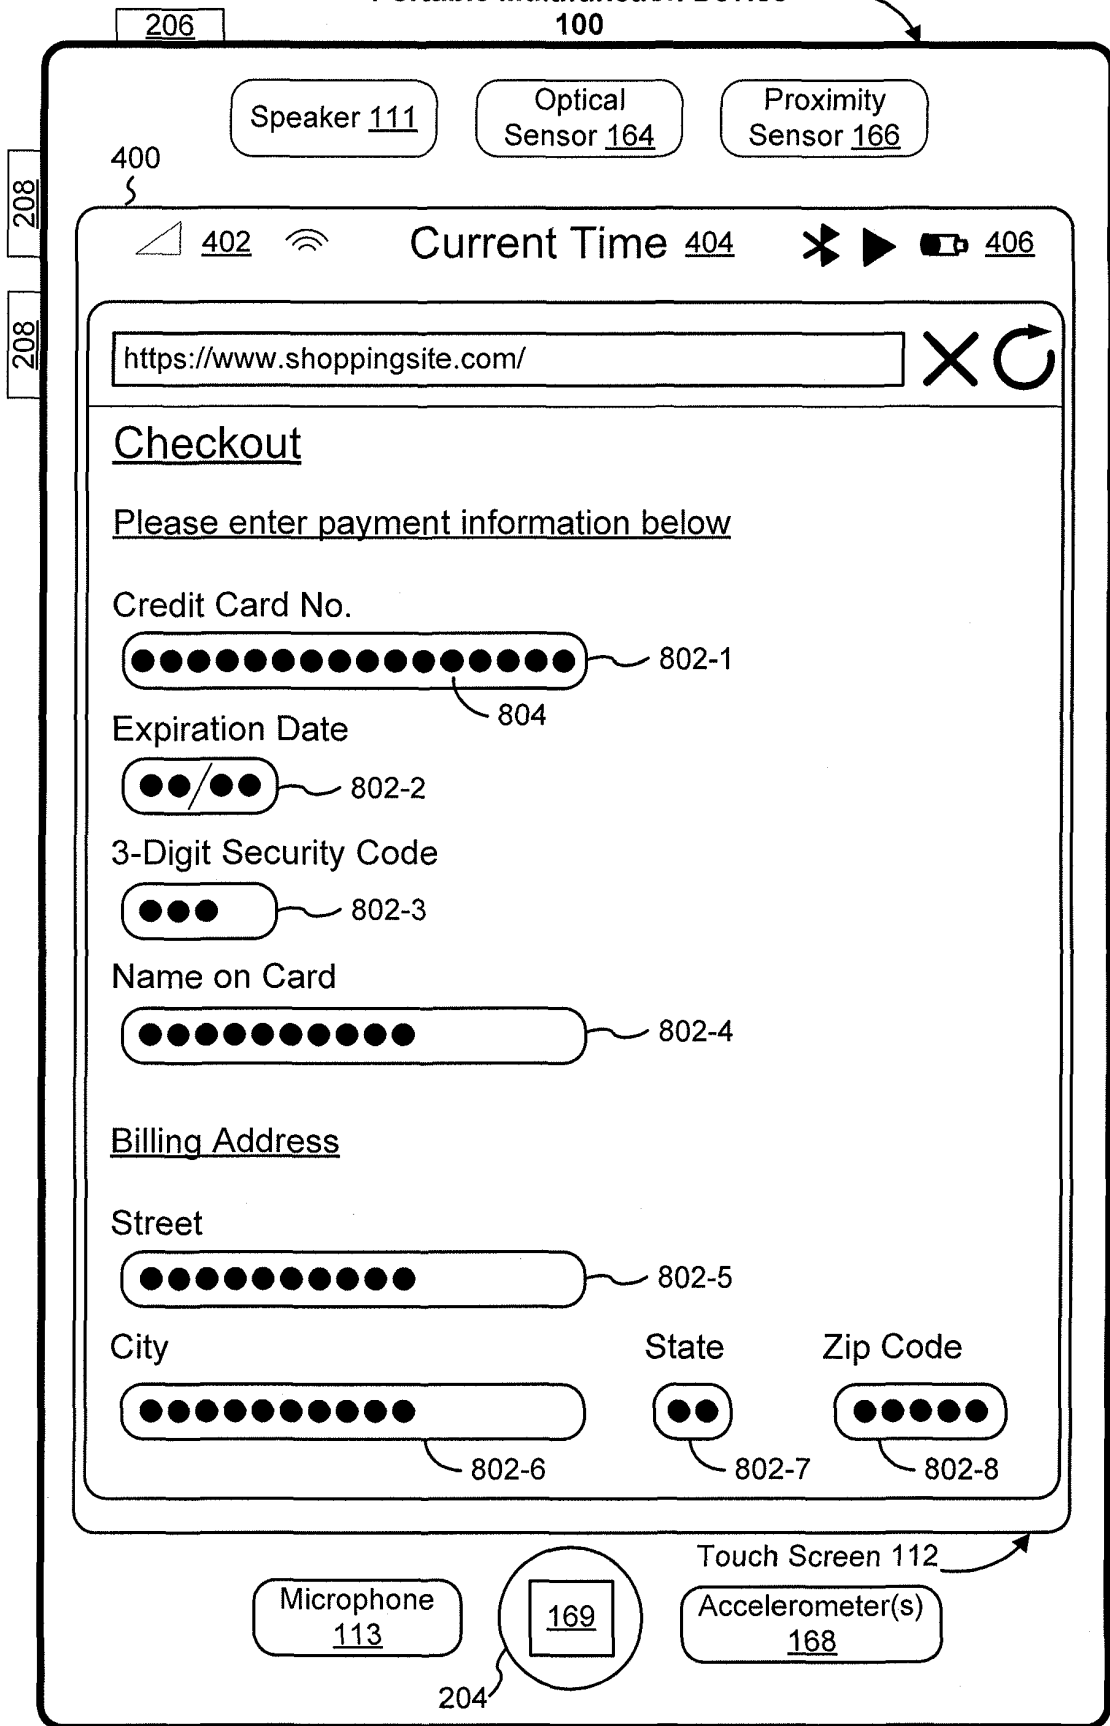 206
100
Speaker 111
Optical
Sensor 164
Proximity
Sensor 166
400
208
402
Current Time 404
406
208
https://www.shoppingsite.com/
Checkout
Please enter payment information below
Credit Card No.
802-1
804
Expiration Date
802-2
3-Digit Security Code
802-3
Name on Card
802-4
Billing Address
Street
802-5
City State Zip Code
802-6 802-7 802-8
Touch Screen 112
Microphone
113
169
Accelerometer(s)
168
204